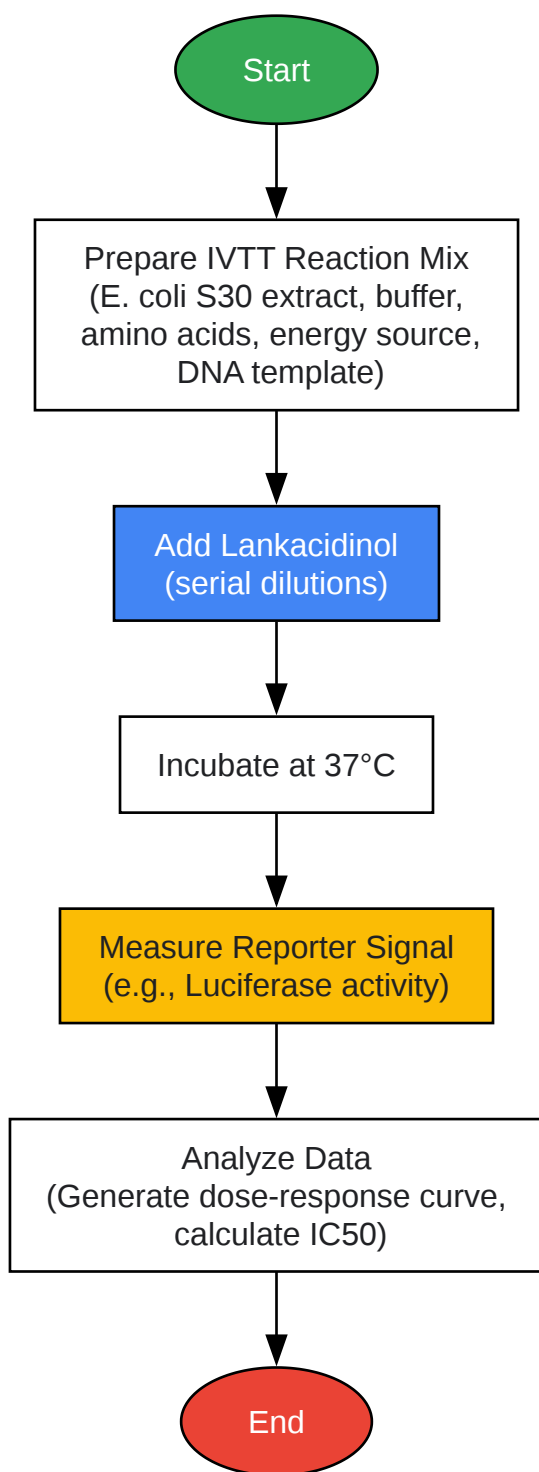 Start
Prepare IVTT Reaction Mix
(E. coli S30 extract, buffer,
amino acids, energy source,
DNA template)
Add Lankacidinol
(serial dilutions)
Incubate at 37°C
Measure Reporter Signal
(e.g., Luciferase activity)
Analyze Data
(Generate dose-response curve,
calculate IC50)
End